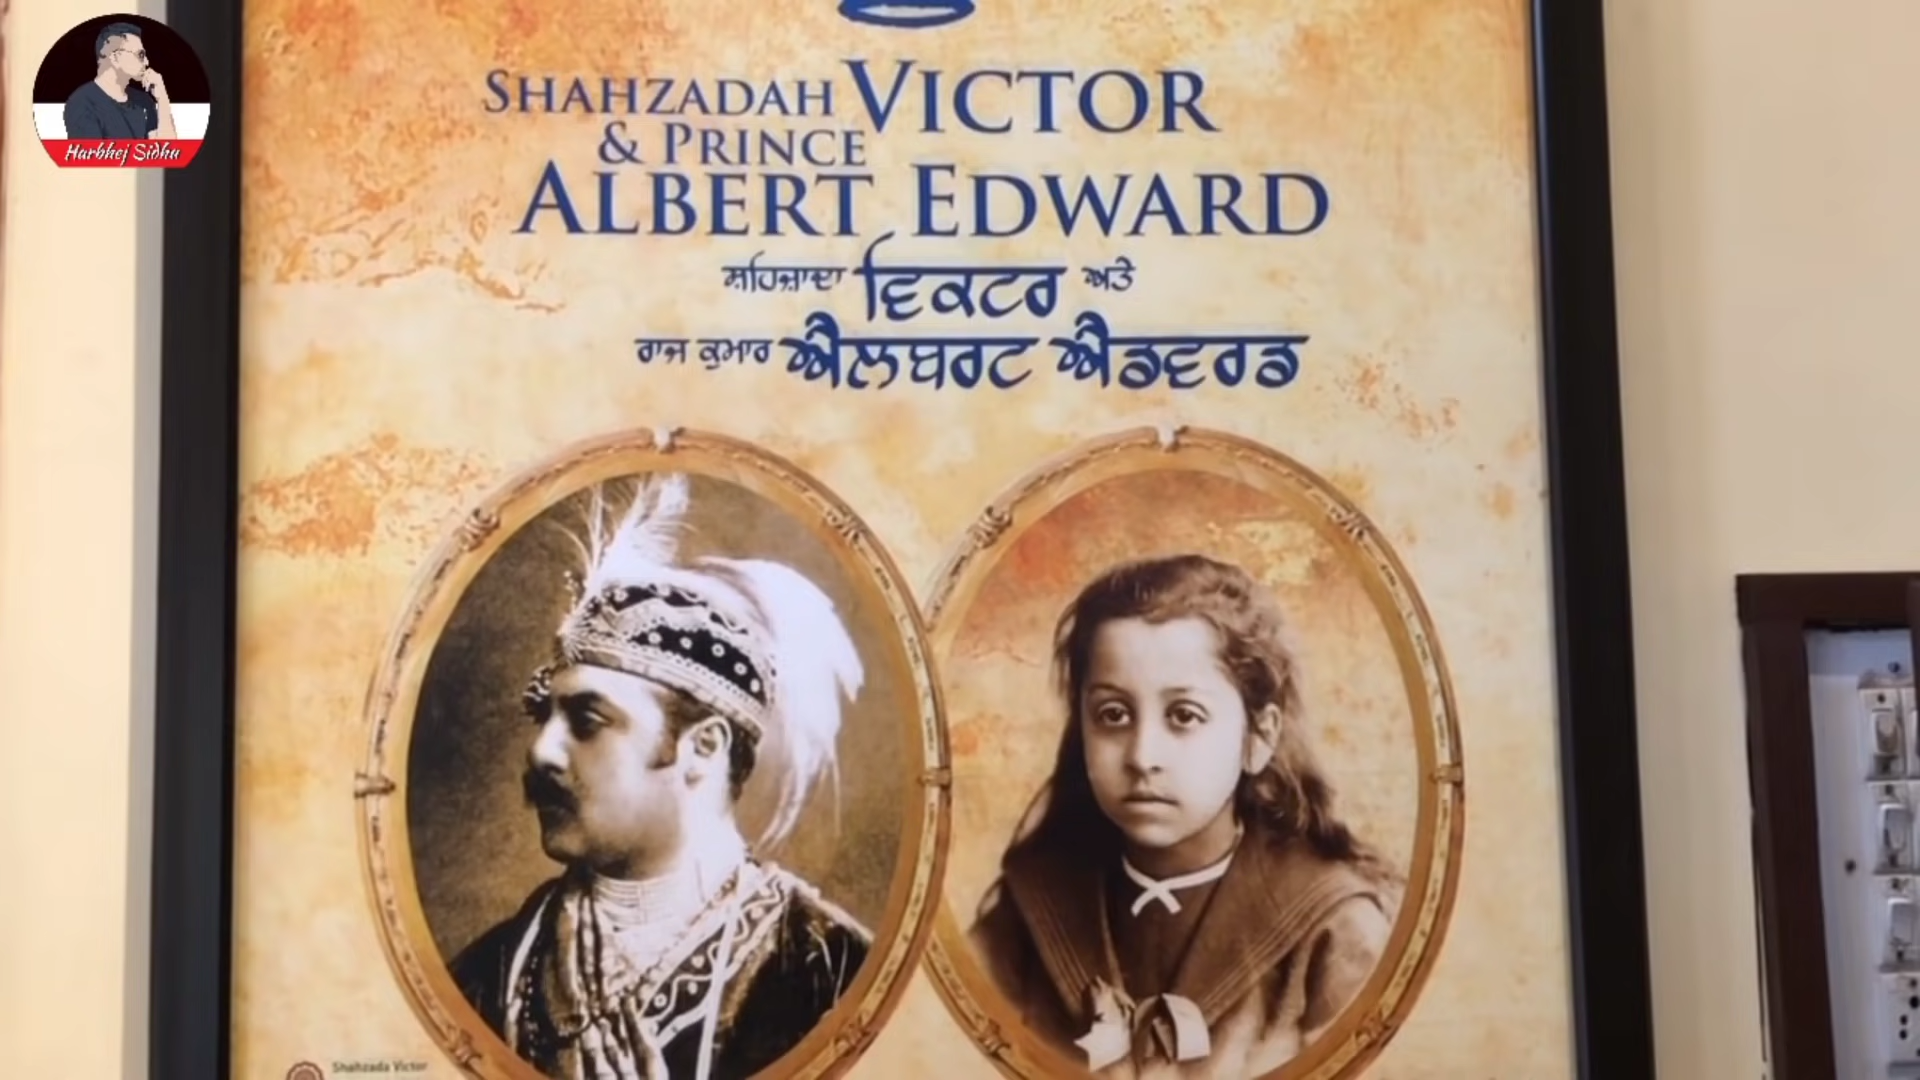 Harbhej Sidhu
SHAHZADAH VICTOR
& PRINCE
ALBERT EDWARD
ਸ਼ਹਿਜ਼ਾਦਾ ਵਿਕਟਰ ਅਤੇ
ਰਾਜ ਕੁਮਾਰ ਐਲਬਰਟ ਐਡਵਰਡ
Shahzada Victor